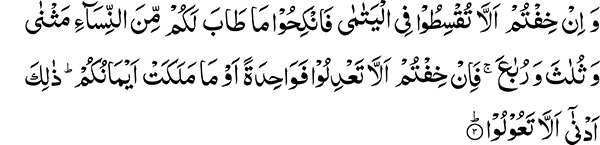 وَ اِنۡ خِفۡتُمۡ اَلَّا تُقۡسِطُوۡا فِی الۡیَتٰمٰی فَانۡکِحُوۡا مَا طَابَ لَکُمۡ مِّنَ النِّسَآءِ مَثۡنٰی
وَ ثُلٰثَ وَ رُبٰعَ ۚ فَاِنۡ خِفۡتُمۡ اَلَّا تَعۡدِلُوۡا فَوَاحِدَۃً اَوۡ مَا مَلَکَتۡ اَیۡمَانُکُمۡ ؕ ذٰلِکَ
اَدۡنٰۤی اَلَّا تَعُوۡلُوۡا ؕ﴿۳﴾